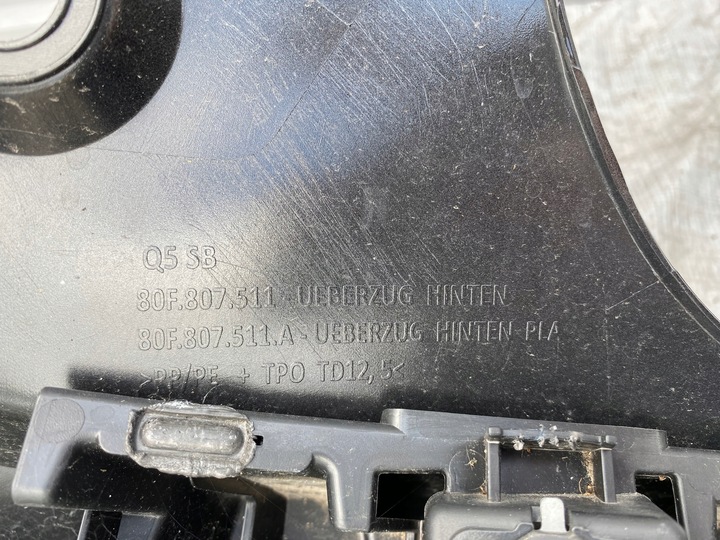 Q5 SB
80F.807.511 - UEBERZUG HINTEN
80F.807.511.A - UEBERZUG HINTEN PLA
>PP/PE + TPO TD12,5<